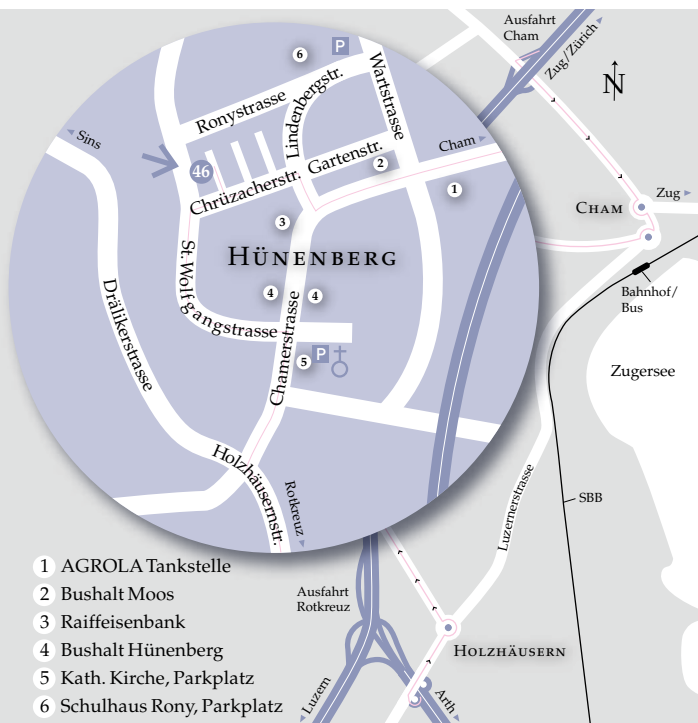 Ausfahrt
Cham
Zug/Zürich
N
6
P
Ronystrasse
Lindenbergstr.
Wartstrasse
Sins
46
Chrüzacherstr.
Gartenstr.
2
Cham
1
Zug
CHAM
3
HÜNENBERG
St. Wolfgangstrasse
4
4
Bahnhof/
Bus
Drälikerstrasse
Chamerstrasse
5
P
Zugersee
Holzhäusernstr.
Rotkreuz
Luzernerstrasse
SBB
1 AGROLA Tankstelle
2 Bushalt Moos
3 Raiffeisenbank
4 Bushalt Hünenberg
5 Kath. Kirche, Parkplatz
6 Schulhaus Rony, Parkplatz
Ausfahrt
Rotkreuz
HOLZHÄUSERN
Luzern
Arth